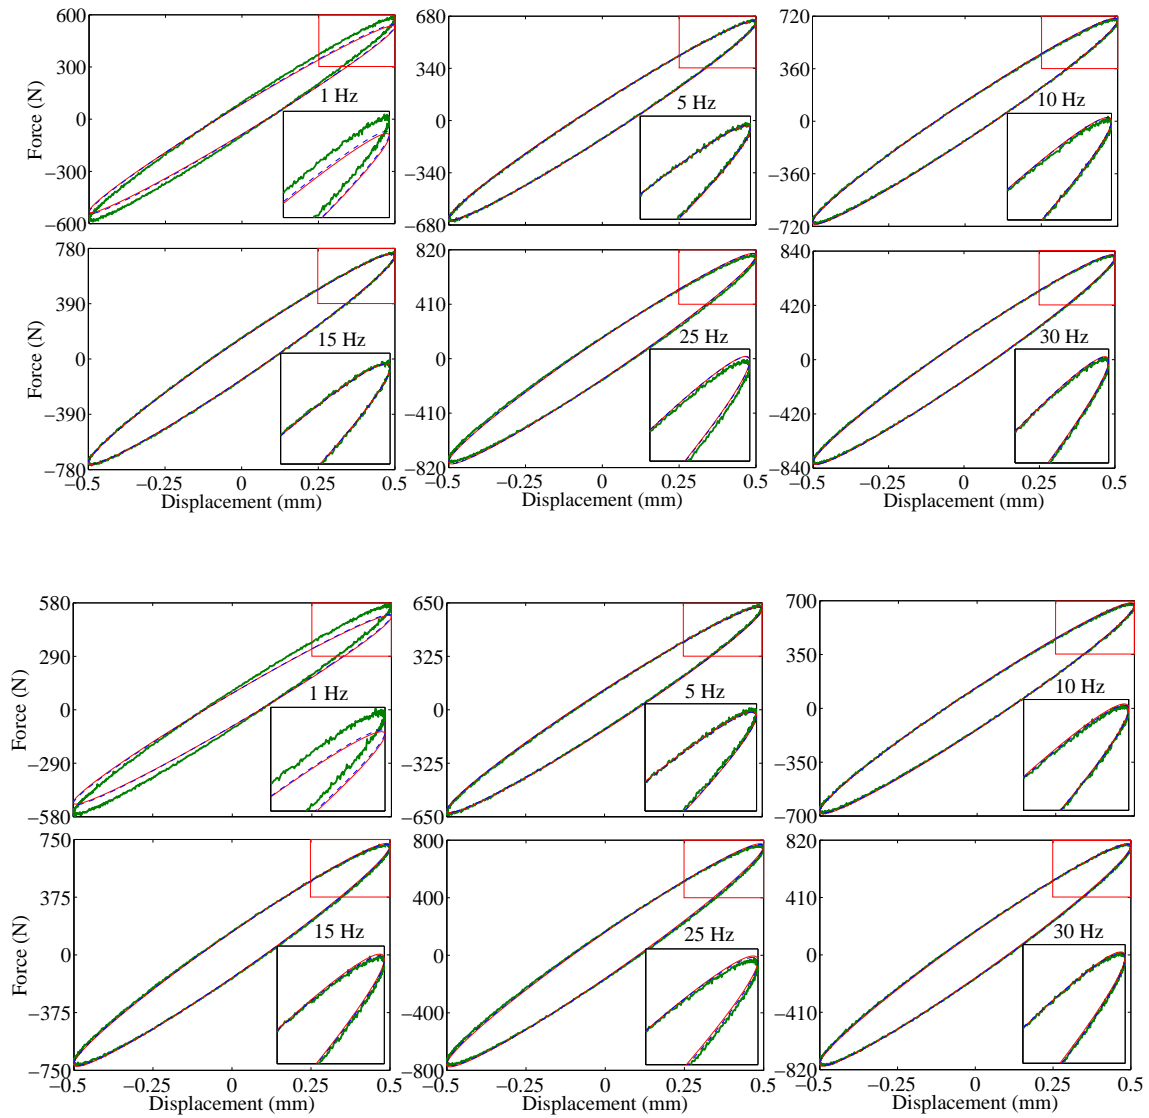 600
300
0
−300
−600
Force (N)
1 Hz
680
340
0
−340
−680
5 Hz
720
360
0
−360
−720
10 Hz
780
390
0
−390
−780
Force (N)
15 Hz
−0.5 −0.25 0 0.25 0.5
Displacement (mm)
820
410
0
−410
−820
25 Hz
−0.5 −0.25 0 0.25 0.5
Displacement (mm)
840
420
0
−420
−840
30 Hz
−0.5 −0.25 0 0.25 0.5
Displacement (mm)
580
290
0
−290
−580
Force (N)
1 Hz
650
325
0
−325
−650
5 Hz
700
350
0
−350
−700
10 Hz
750
375
0
−375
−750
Force (N)
15 Hz
−0.5 −0.25 0 0.25 0.5
Displacement (mm)
800
400
0
−400
−800
25 Hz
−0.5 −0.25 0 0.25 0.5
Displacement (mm)
820
410
0
−410
−820
30 Hz
−0.5 −0.25 0 0.25 0.5
Displacement (mm)